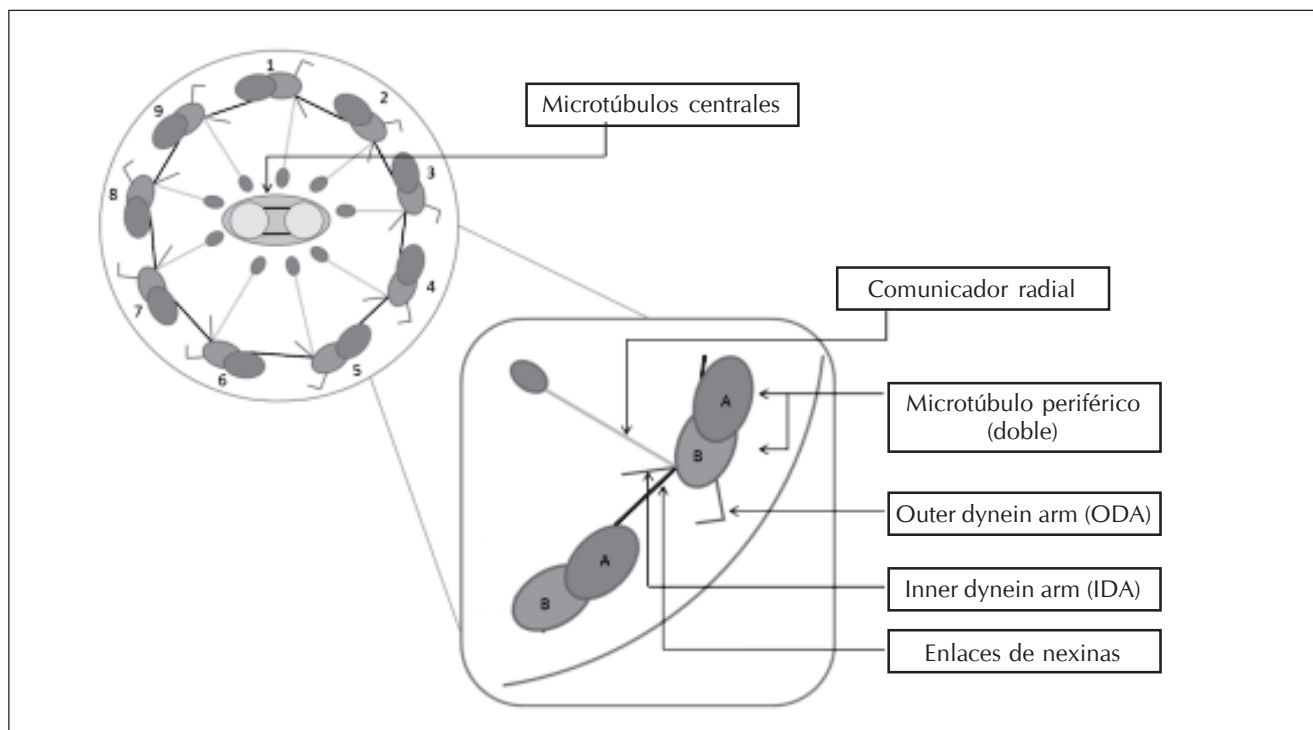 1
2
3
4
5
6
7
8
9
Microtúbulos centrales
Comunicador radial
A
B
A
B
Microtúbulo periférico
(doble)
Outer dynein arm (ODA)
Inner dynein arm (IDA)
Enlaces de nexinas